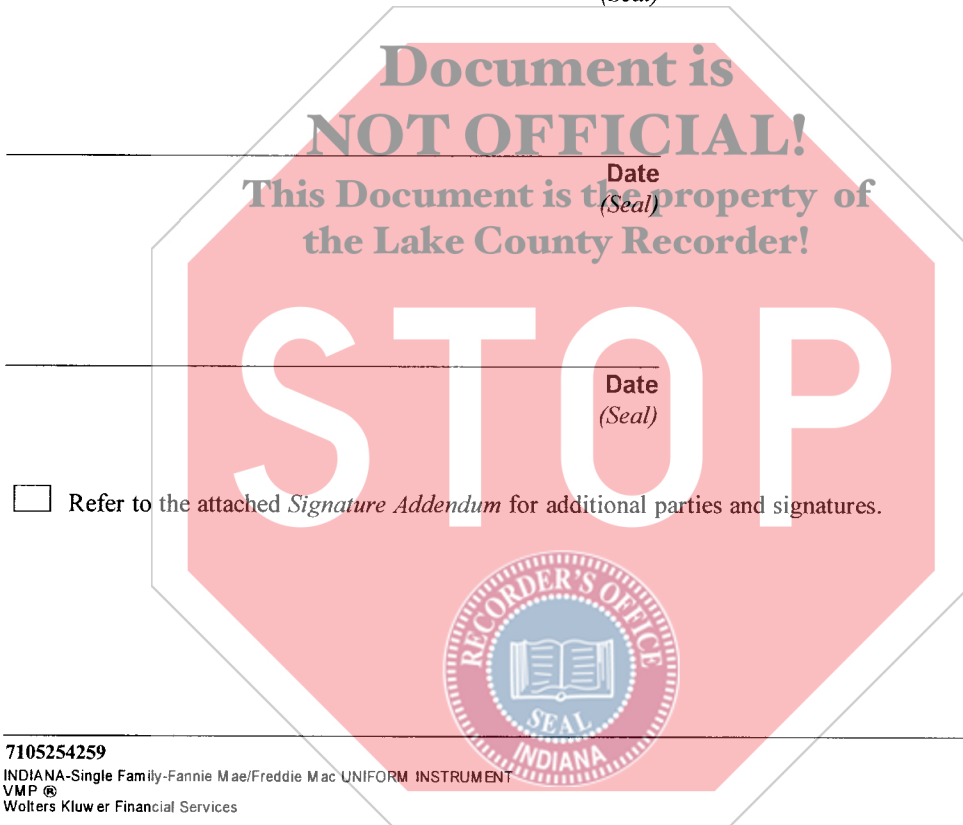 (Seal)
Document is
NOT OFFICIAL!
Date
This Document is the property of
(Seal)
the Lake County Recorder!
STOP
Date
(Seal)
Refer to the attached Signature Addendum for additional parties and signatures.
RECORDER'S OFFICE
SEAL
INDIANA
7105254259
INDIANA-Single Family-Fannie Mae/Freddie Mac UNIFORM INSTRUMENT
VMP ®
Wolters Kluwer Financial Services